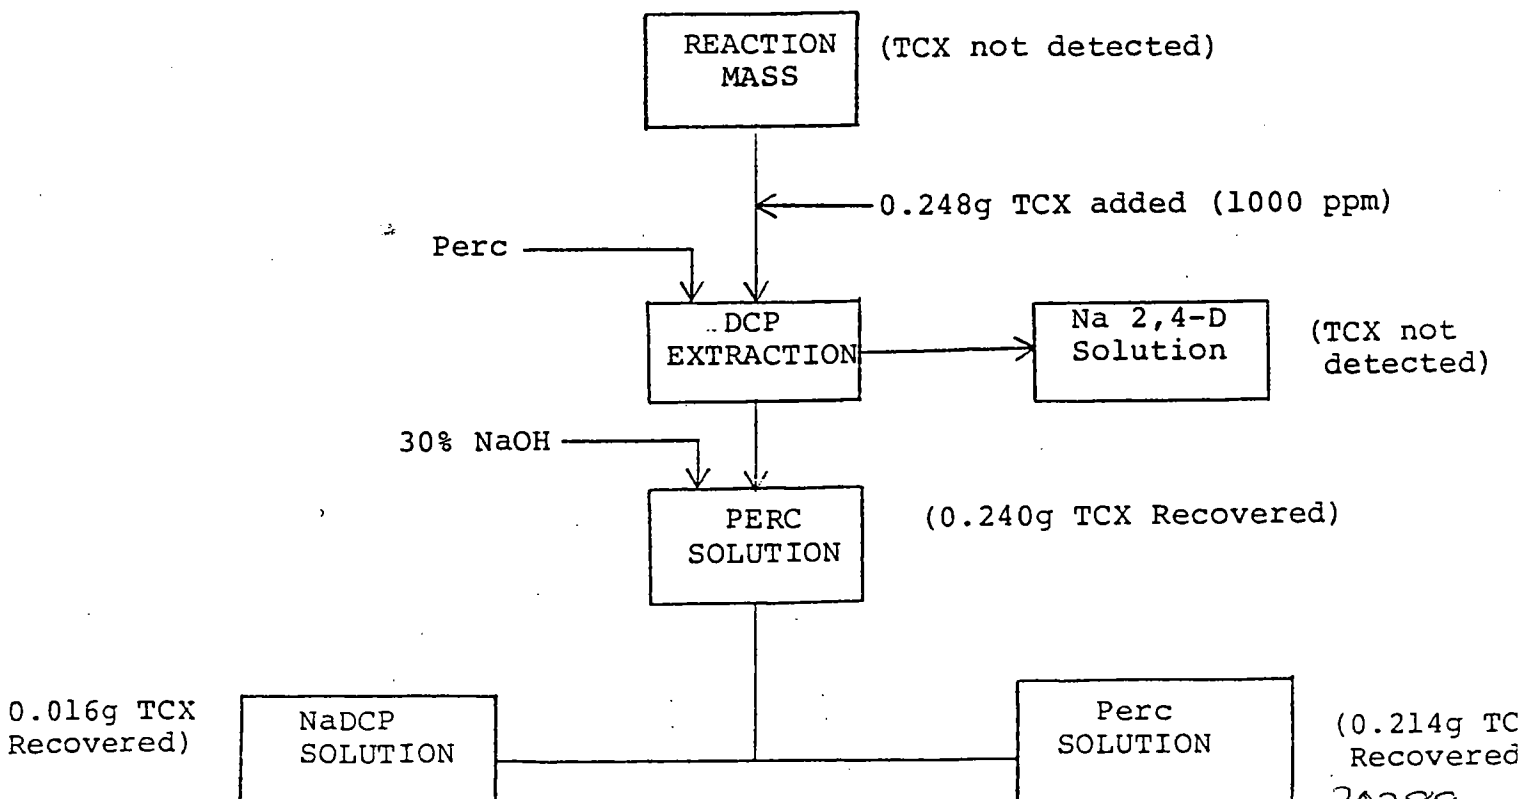 REACTION
MASS
(TCX not detected)
0.248g TCX added (1000 ppm)
Perc
DCP
EXTRACTION
Na 2,4-D
Solution
(TCX not
detected)
30% NaOH
PERC
SOLUTION
(0.240g TCX Recovered)
0.016g TCX
Recovered)
NaDCP
SOLUTION
Perc
SOLUTION
(0.214g TC
Recovered